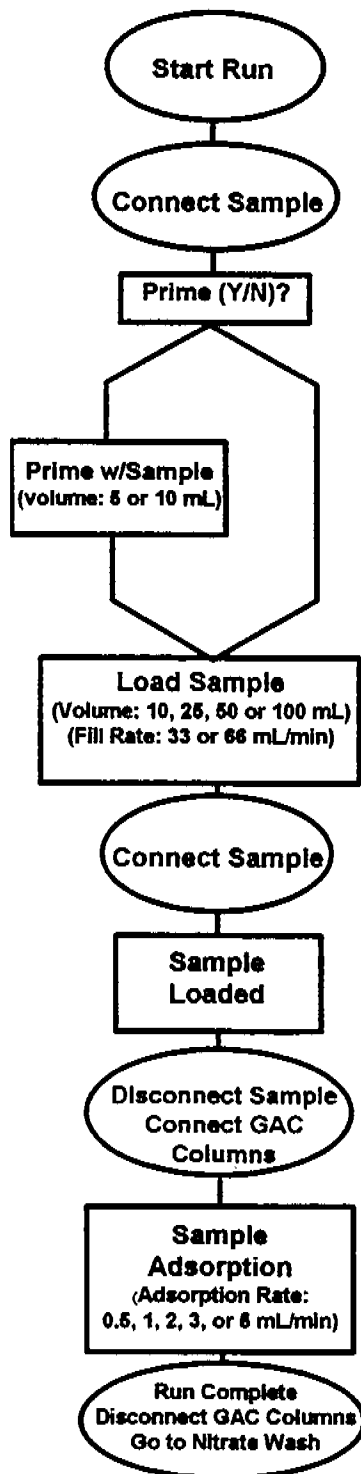 Start Run
Connect Sample
Prime (Y/N)?
Prime w/Sample
(volume: 5 or 10 mL)
Load Sample
(Volume: 10, 25, 50 or 100 mL)
(Fill Rate: 33 or 66 mL/min)
Connect Sample
Sample
Loaded
Disconnect Sample
Connect GAC
Columns
Sample
Adsorption
(Adsorption Rate:
0.5, 1, 2, 3, or 5 mL/min)
Run Complete
Disconnect GAC Columns
Go to Nitrate Wash